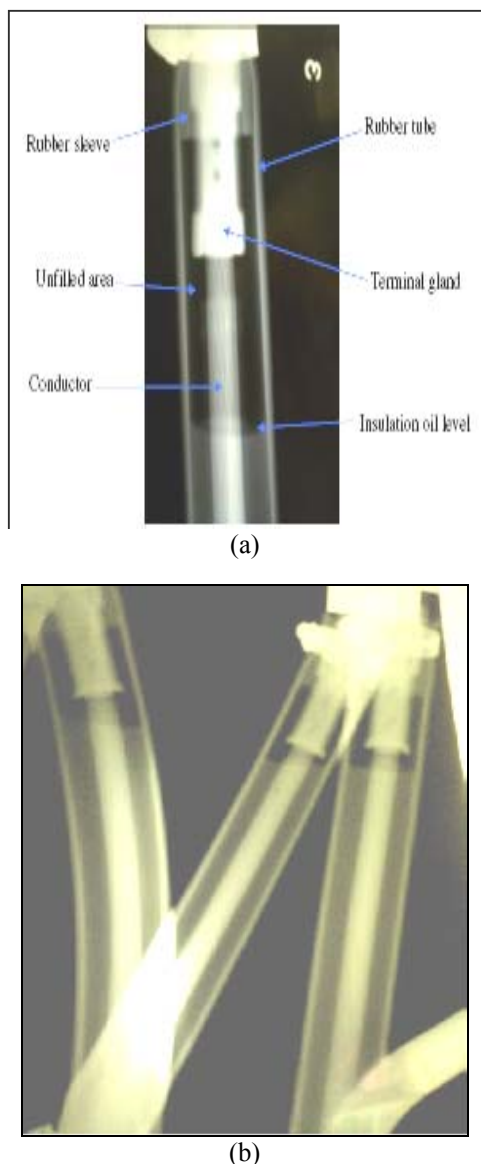 3
Rubber tube
Rubber sleeve
Unfilled area
Terminal gland
Conductor
Insulation oil level
(a)
(b)